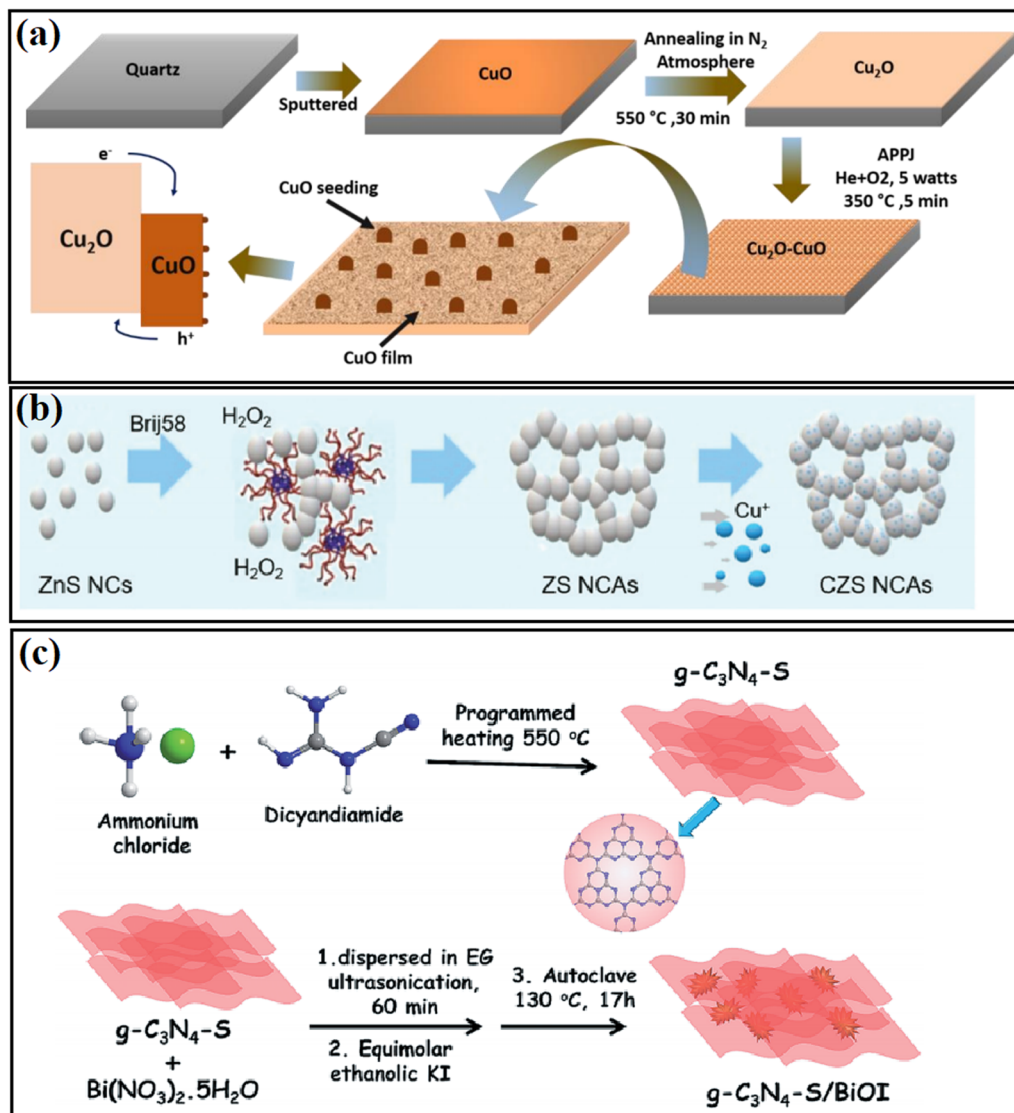 (a)
Quartz
Sputtered
CuO
Annealing in N₂
Atmosphere
550 °C ,30 min
Cu₂O
APPJ
He+O2, 5 watts
350 °C ,5 min
Cu₂O-CuO
CuO seeding
CuO film
e⁻
Cu₂O
CuO
h⁺
(b)
ZnS NCs
Brij58
H₂O₂
H₂O₂
ZS NCAs
Cu⁺
CZS NCAs
(c)
Ammonium
chloride
+
Dicyandiamide
Programmed
heating 550 °C
g-C₃N₄-S
g-C₃N₄-S
+
Bi(NO₃)₂.5H₂O
1.dispersed in EG
ultrasonication,
60 min
2. Equimolar
ethanolic KI
3. Autoclave
130 °C, 17h
g-C₃N₄-S/BiOI